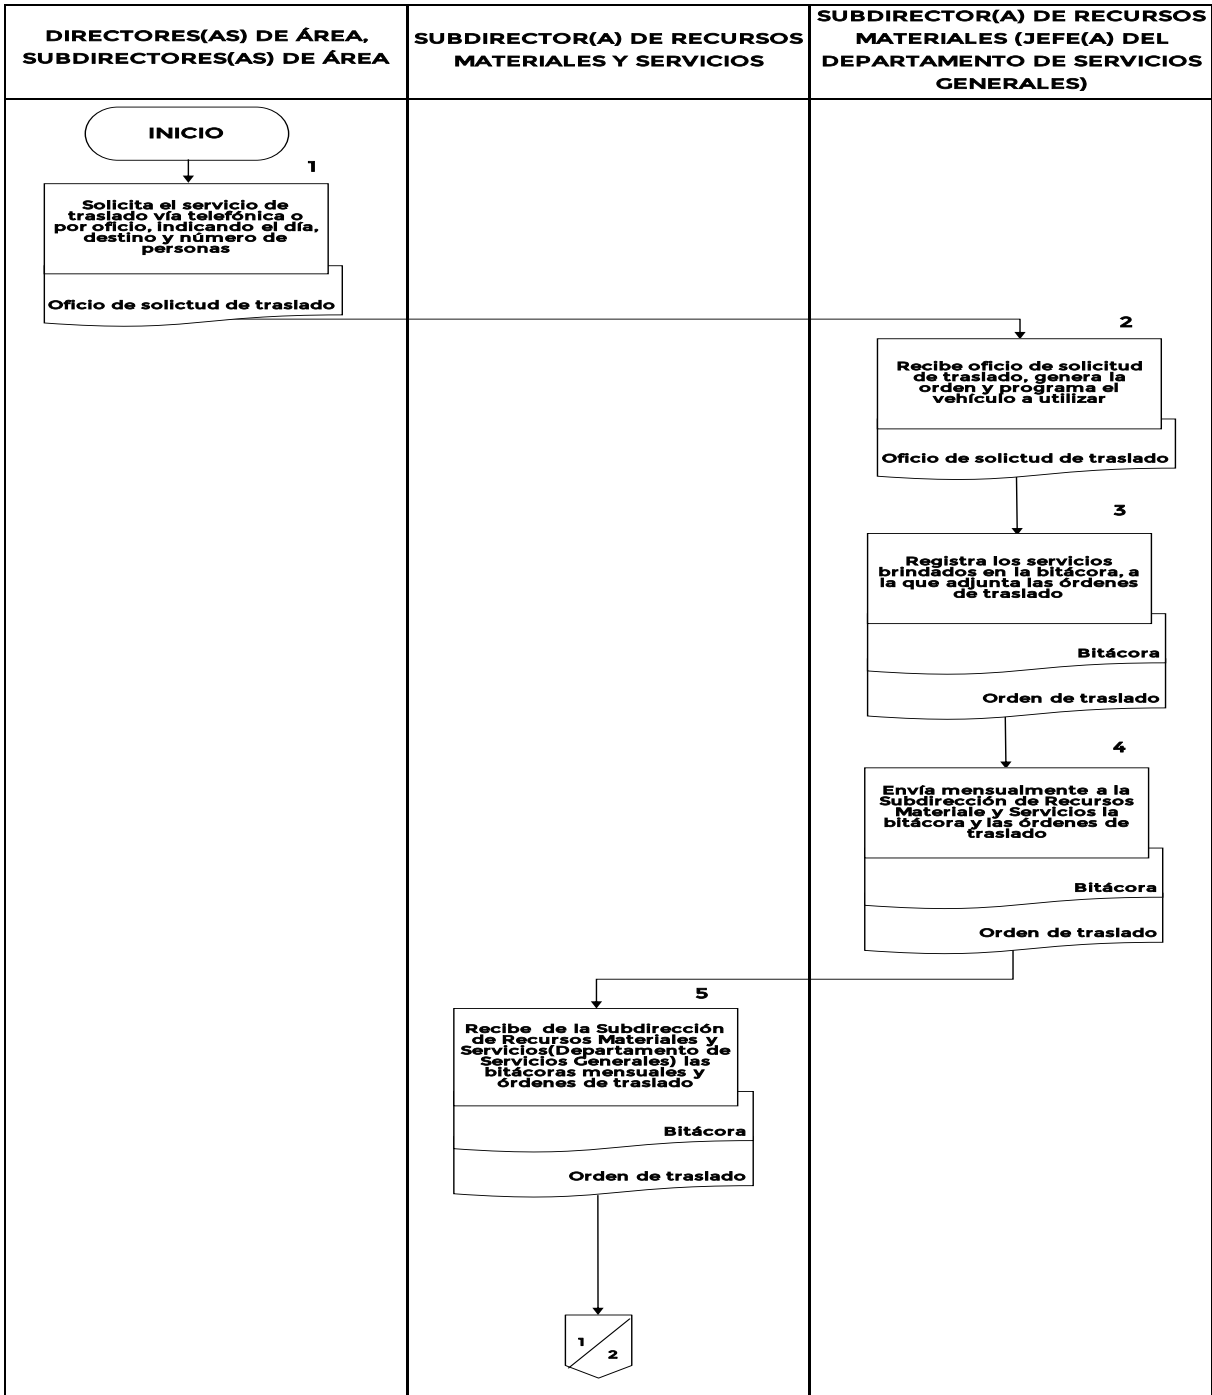 DIRECTORES(AS) DE ÁREA,
SUBDIRECTORES(AS) DE ÁREA
SUBDIRECTOR(A) DE RECURSOS
MATERIALES Y SERVICIOS
SUBDIRECTOR(A) DE RECURSOS
MATERIALES (JEFE(A) DEL
DEPARTAMENTO DE SERVICIOS
GENERALES)
INICIO
1
Solicita el servicio de
traslado vía telefónica o
por oficio, indicando el día,
destino y número de
personas
Oficio de solictud de traslado
2
Recibe oficio de solicitud
de traslado, genera la
orden y programa el
vehículo a utilizar
Oficio de solictud de traslado
3
Registra los servicios
brindados en la bitácora, a
la que adjunta las órdenes
de traslado
Bitácora
Orden de traslado
4
Envía mensualmente a la
Subdirección de Recursos
Materiale y Servicios la
bitácora y las órdenes de
traslado
Bitácora
Orden de traslado
5
Recibe de la Subdirección
de Recursos Materiales y
Servicios(Departamento de
Servicios Generales) las
bitácoras mensuales y
órdenes de traslado
Bitácora
Orden de traslado
1
2